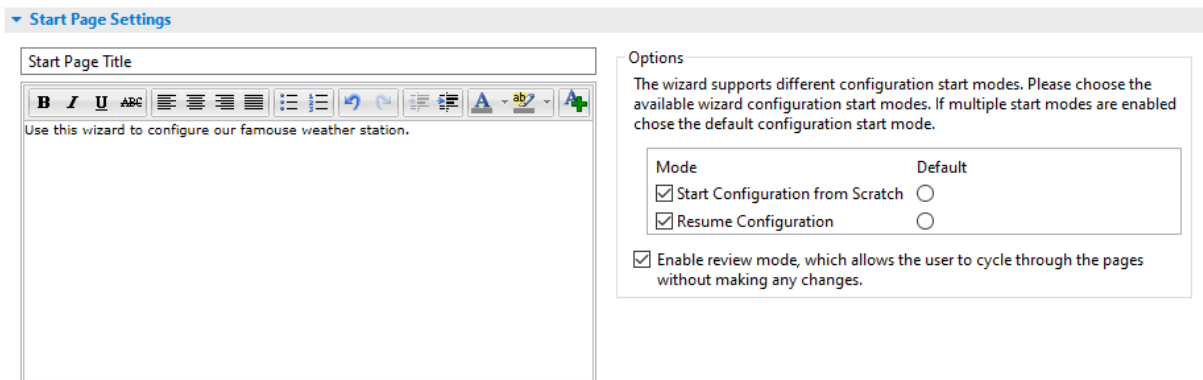 Start Page Settings
Start Page Title
B I U ABC A ab A
Use this wizard to configure our famouse weather station.
Options
The wizard supports different configuration start modes. Please choose the
available wizard configuration start modes. If multiple start modes are enabled
chose the default configuration start mode.
Mode Default
Start Configuration from Scratch
Resume Configuration
Enable review mode, which allows the user to cycle through the pages
without making any changes.